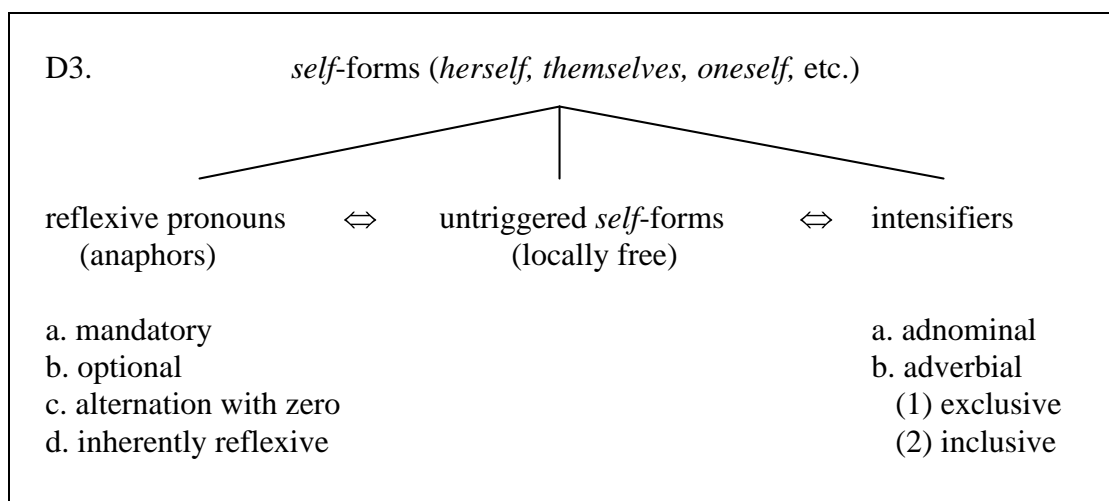 D3. self-forms (herself, themselves, oneself, etc.)
reflexive pronouns ⇔ untriggered self-forms ⇔ intensifiers
(anaphors) (locally free)
a. mandatory a. adnominal
b. optional b. adverbial
c. alternation with zero (1) exclusive
d. inherently reflexive (2) inclusive